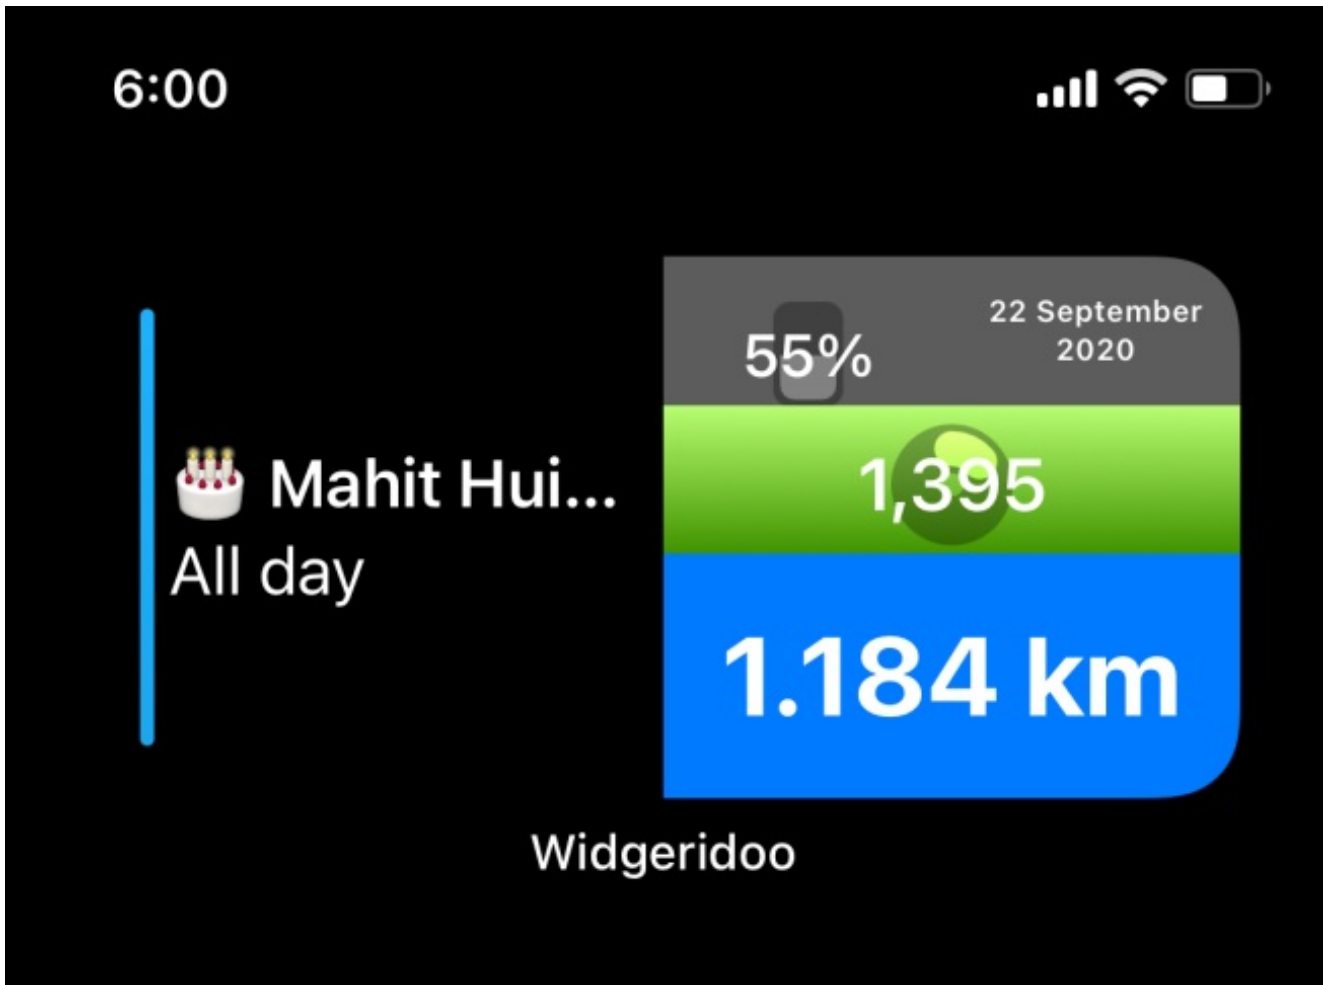 6:00
55%
22 September
2020
🎂 Mahit Hui...
All day
1,395
1.184 km
Widgeridoo